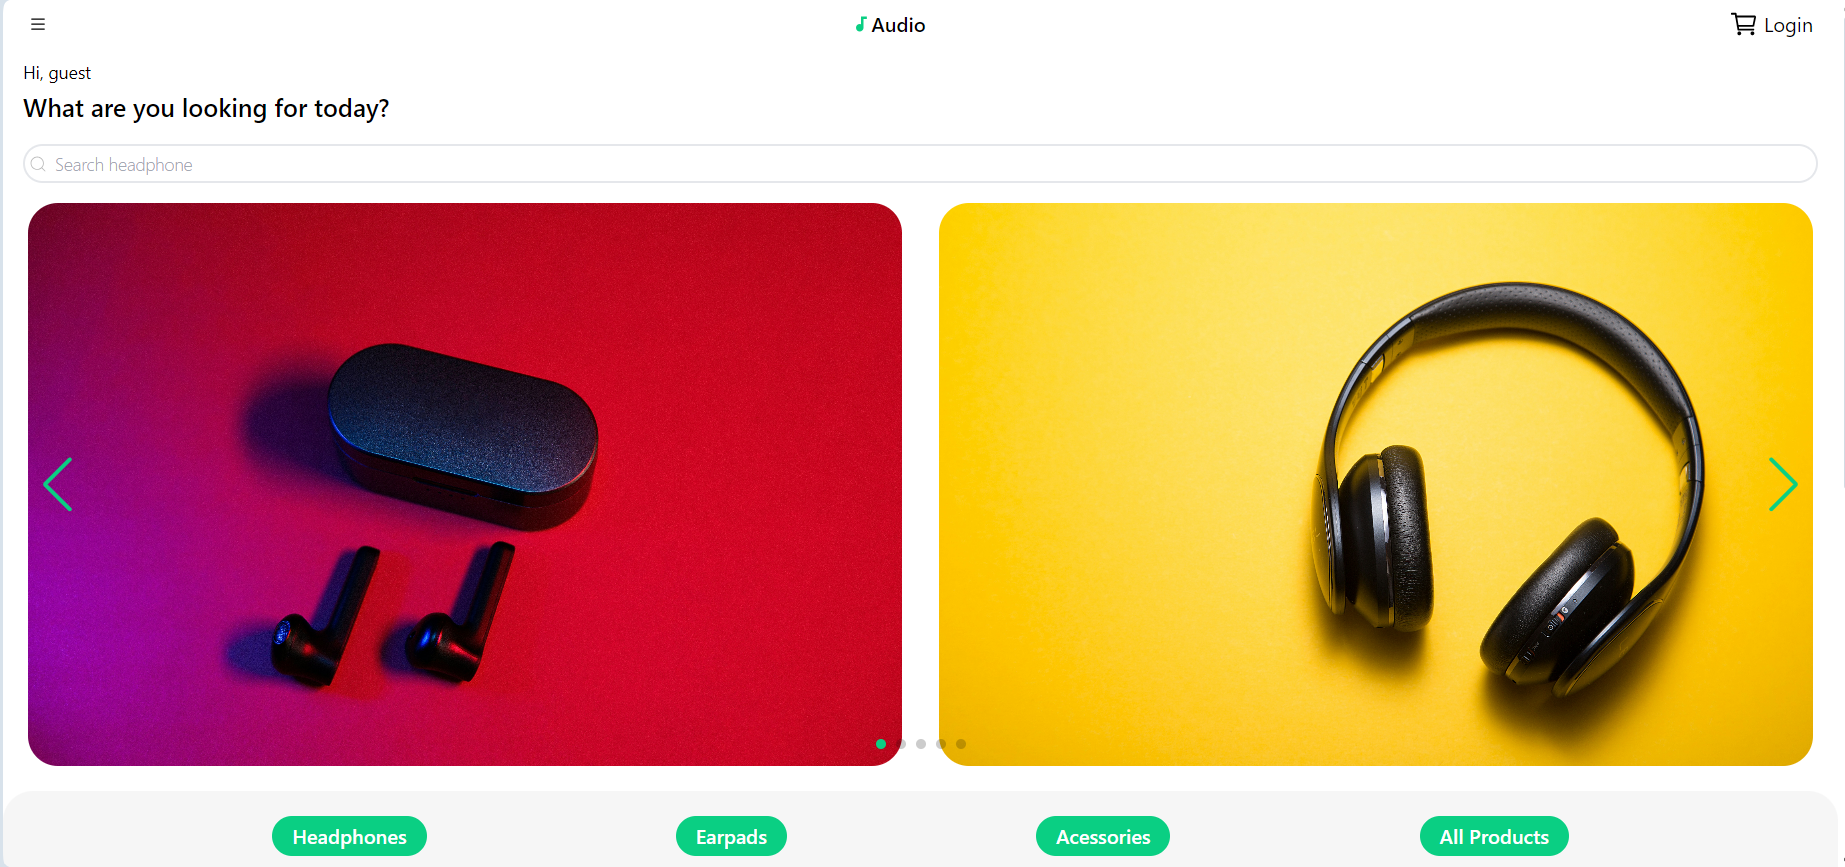 Audio
Login
Hi, guest
What are you looking for today?
Search headphone
Headphones
Earpads
Acessories
All Products